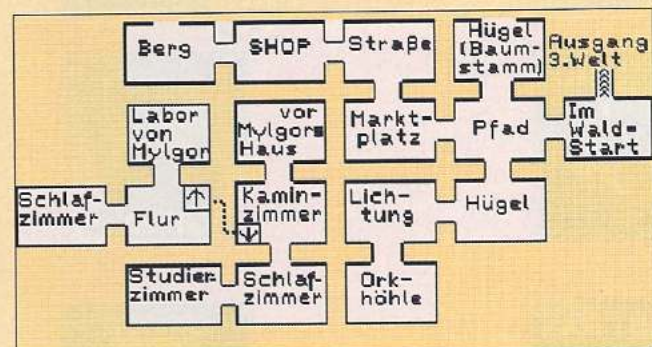 Berg
SHOP
Straße
Hügel
(Baum-
stamm)
Ausgang
3.Welt
Labor
von
Mylgor
vor
Mylgors
Haus
Markt-
platz
Pfad
Im
Wald-
Start
Schlaf-
zimmer
Flur
Kamin-
zimmer
Lich-
tung
Hügel
Studier-
zimmer
Schlaf-
zimmer
Ork-
höhle